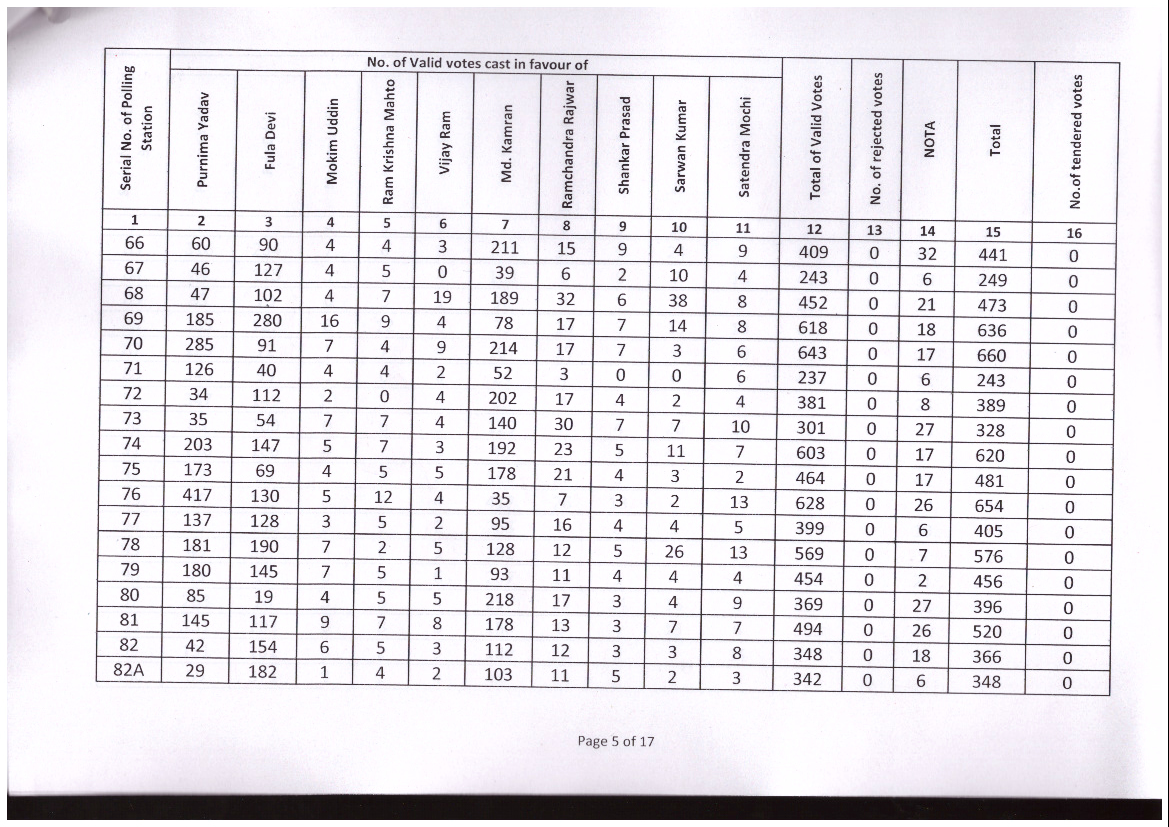 No. of Valid votes cast in favour of
Serial No. of Polling Station Purnima Yadav Fula Devi Mokim Uddin Ram Krishna Mahto Vijay Ram Md. Kamran Ramchandra Rajwar Shankar Prasad Sarwan Kumar Satendra Mochi Total of Valid Votes No. of rejected votes NOTA Total No.of tendered votes
1 2 3 4 5 6 7 8 9 10 11 12 13 14 15 16
66 60 90 4 4 3 211 15 9 4 9 409 0 32 441 0
67 46 127 4 5 0 39 6 2 10 4 243 0 6 249 0
68 47 102 4 7 19 189 32 6 38 8 452 0 21 473 0
69 185 280 16 9 4 78 17 7 14 8 618 0 18 636 0
70 285 91 7 4 9 214 17 7 3 6 643 0 17 660 0
71 126 40 4 4 2 52 3 0 0 6 237 0 6 243 0
72 34 112 2 0 4 202 17 4 2 4 381 0 8 389 0
73 35 54 7 7 4 140 30 7 7 10 301 0 27 328 0
74 203 147 5 7 3 192 23 5 11 7 603 0 17 620 0
75 173 69 4 5 5 178 21 4 3 2 464 0 17 481 0
76 417 130 5 12 4 35 7 3 2 13 628 0 26 654 0
77 137 128 3 5 2 95 16 4 4 5 399 0 6 405 0
78 181 190 7 2 5 128 12 5 26 13 569 0 7 576 0
79 180 145 7 5 1 93 11 4 4 4 454 0 2 456 0
80 85 19 4 5 5 218 17 3 4 9 369 0 27 396 0
81 145 117 9 7 8 178 13 3 7 7 494 0 26 520 0
82 42 154 6 5 3 112 12 3 3 8 348 0 18 366 0
82A 29 182 1 4 2 103 11 5 2 3 342 0 6 348 0
Page 5 of 17